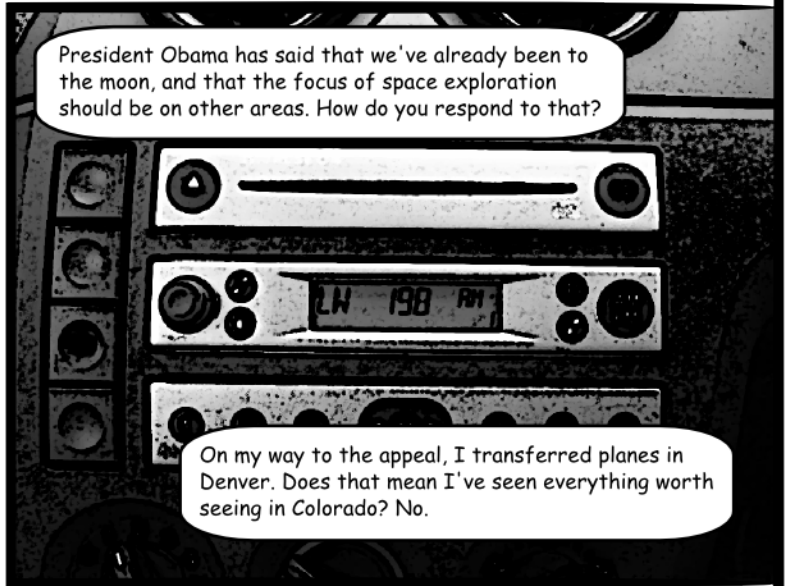 President Obama has said that we've already been to
the moon, and that the focus of space exploration
should be on other areas. How do you respond to that?
LW 198 AM
1
On my way to the appeal, I transferred planes in
Denver. Does that mean I've seen everything worth
seeing in Colorado? No.